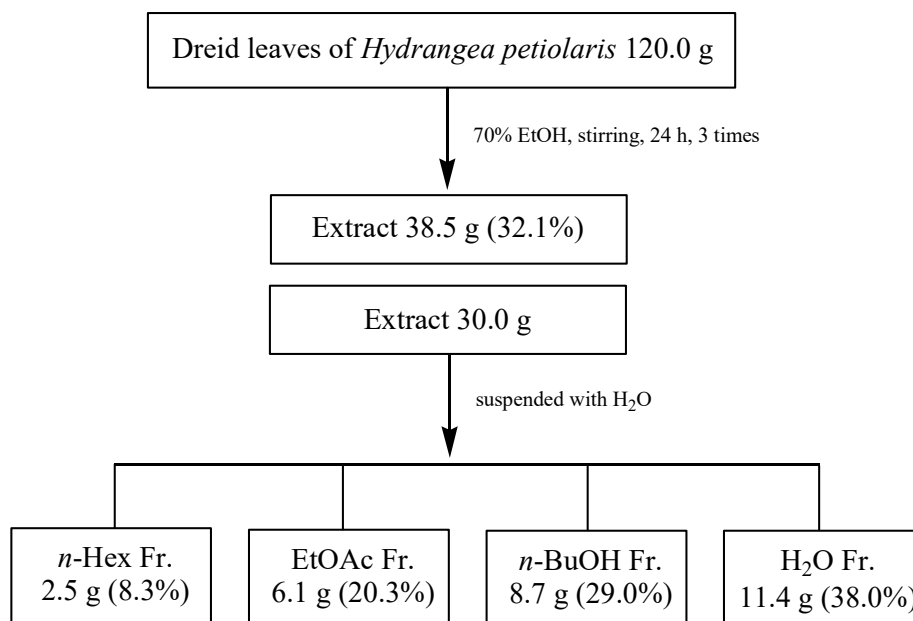 Dreid leaves of Hydrangea petiolaris 120.0 g
70% EtOH, stirring, 24 h, 3 times
Extract 38.5 g (32.1%)
Extract 30.0 g
suspended with H₂O
n-Hex Fr.
2.5 g (8.3%)
EtOAc Fr.
6.1 g (20.3%)
n-BuOH Fr.
8.7 g (29.0%)
H₂O Fr.
11.4 g (38.0%)